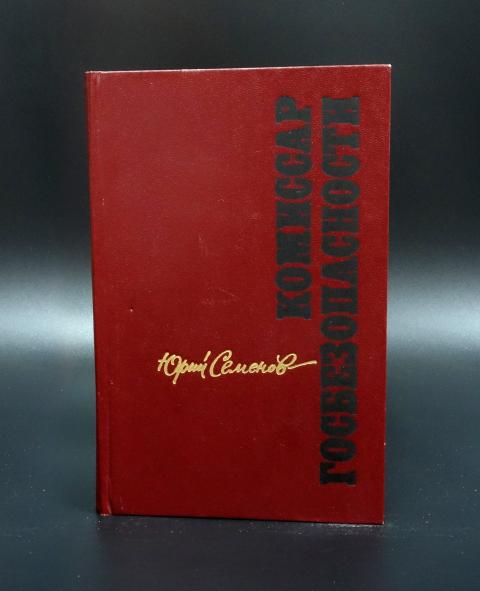 КОМИССАР
ГОСБЕЗОПАСНОСТИ
Юрий Семенов